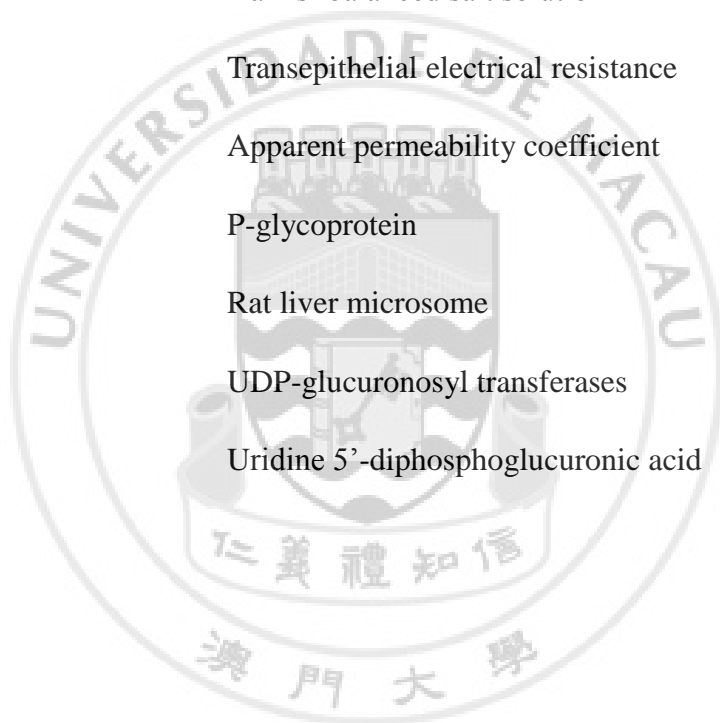 Transepithelial electrical resistance
Apparent permeability coefficient
P-glycoprotein
Rat liver microsome
UDP-glucuronosyl transferases
Uridine 5’-diphosphoglucuronic acid
UNIVERSIDADE DE MACAU
仁義禮知信
澳門大學